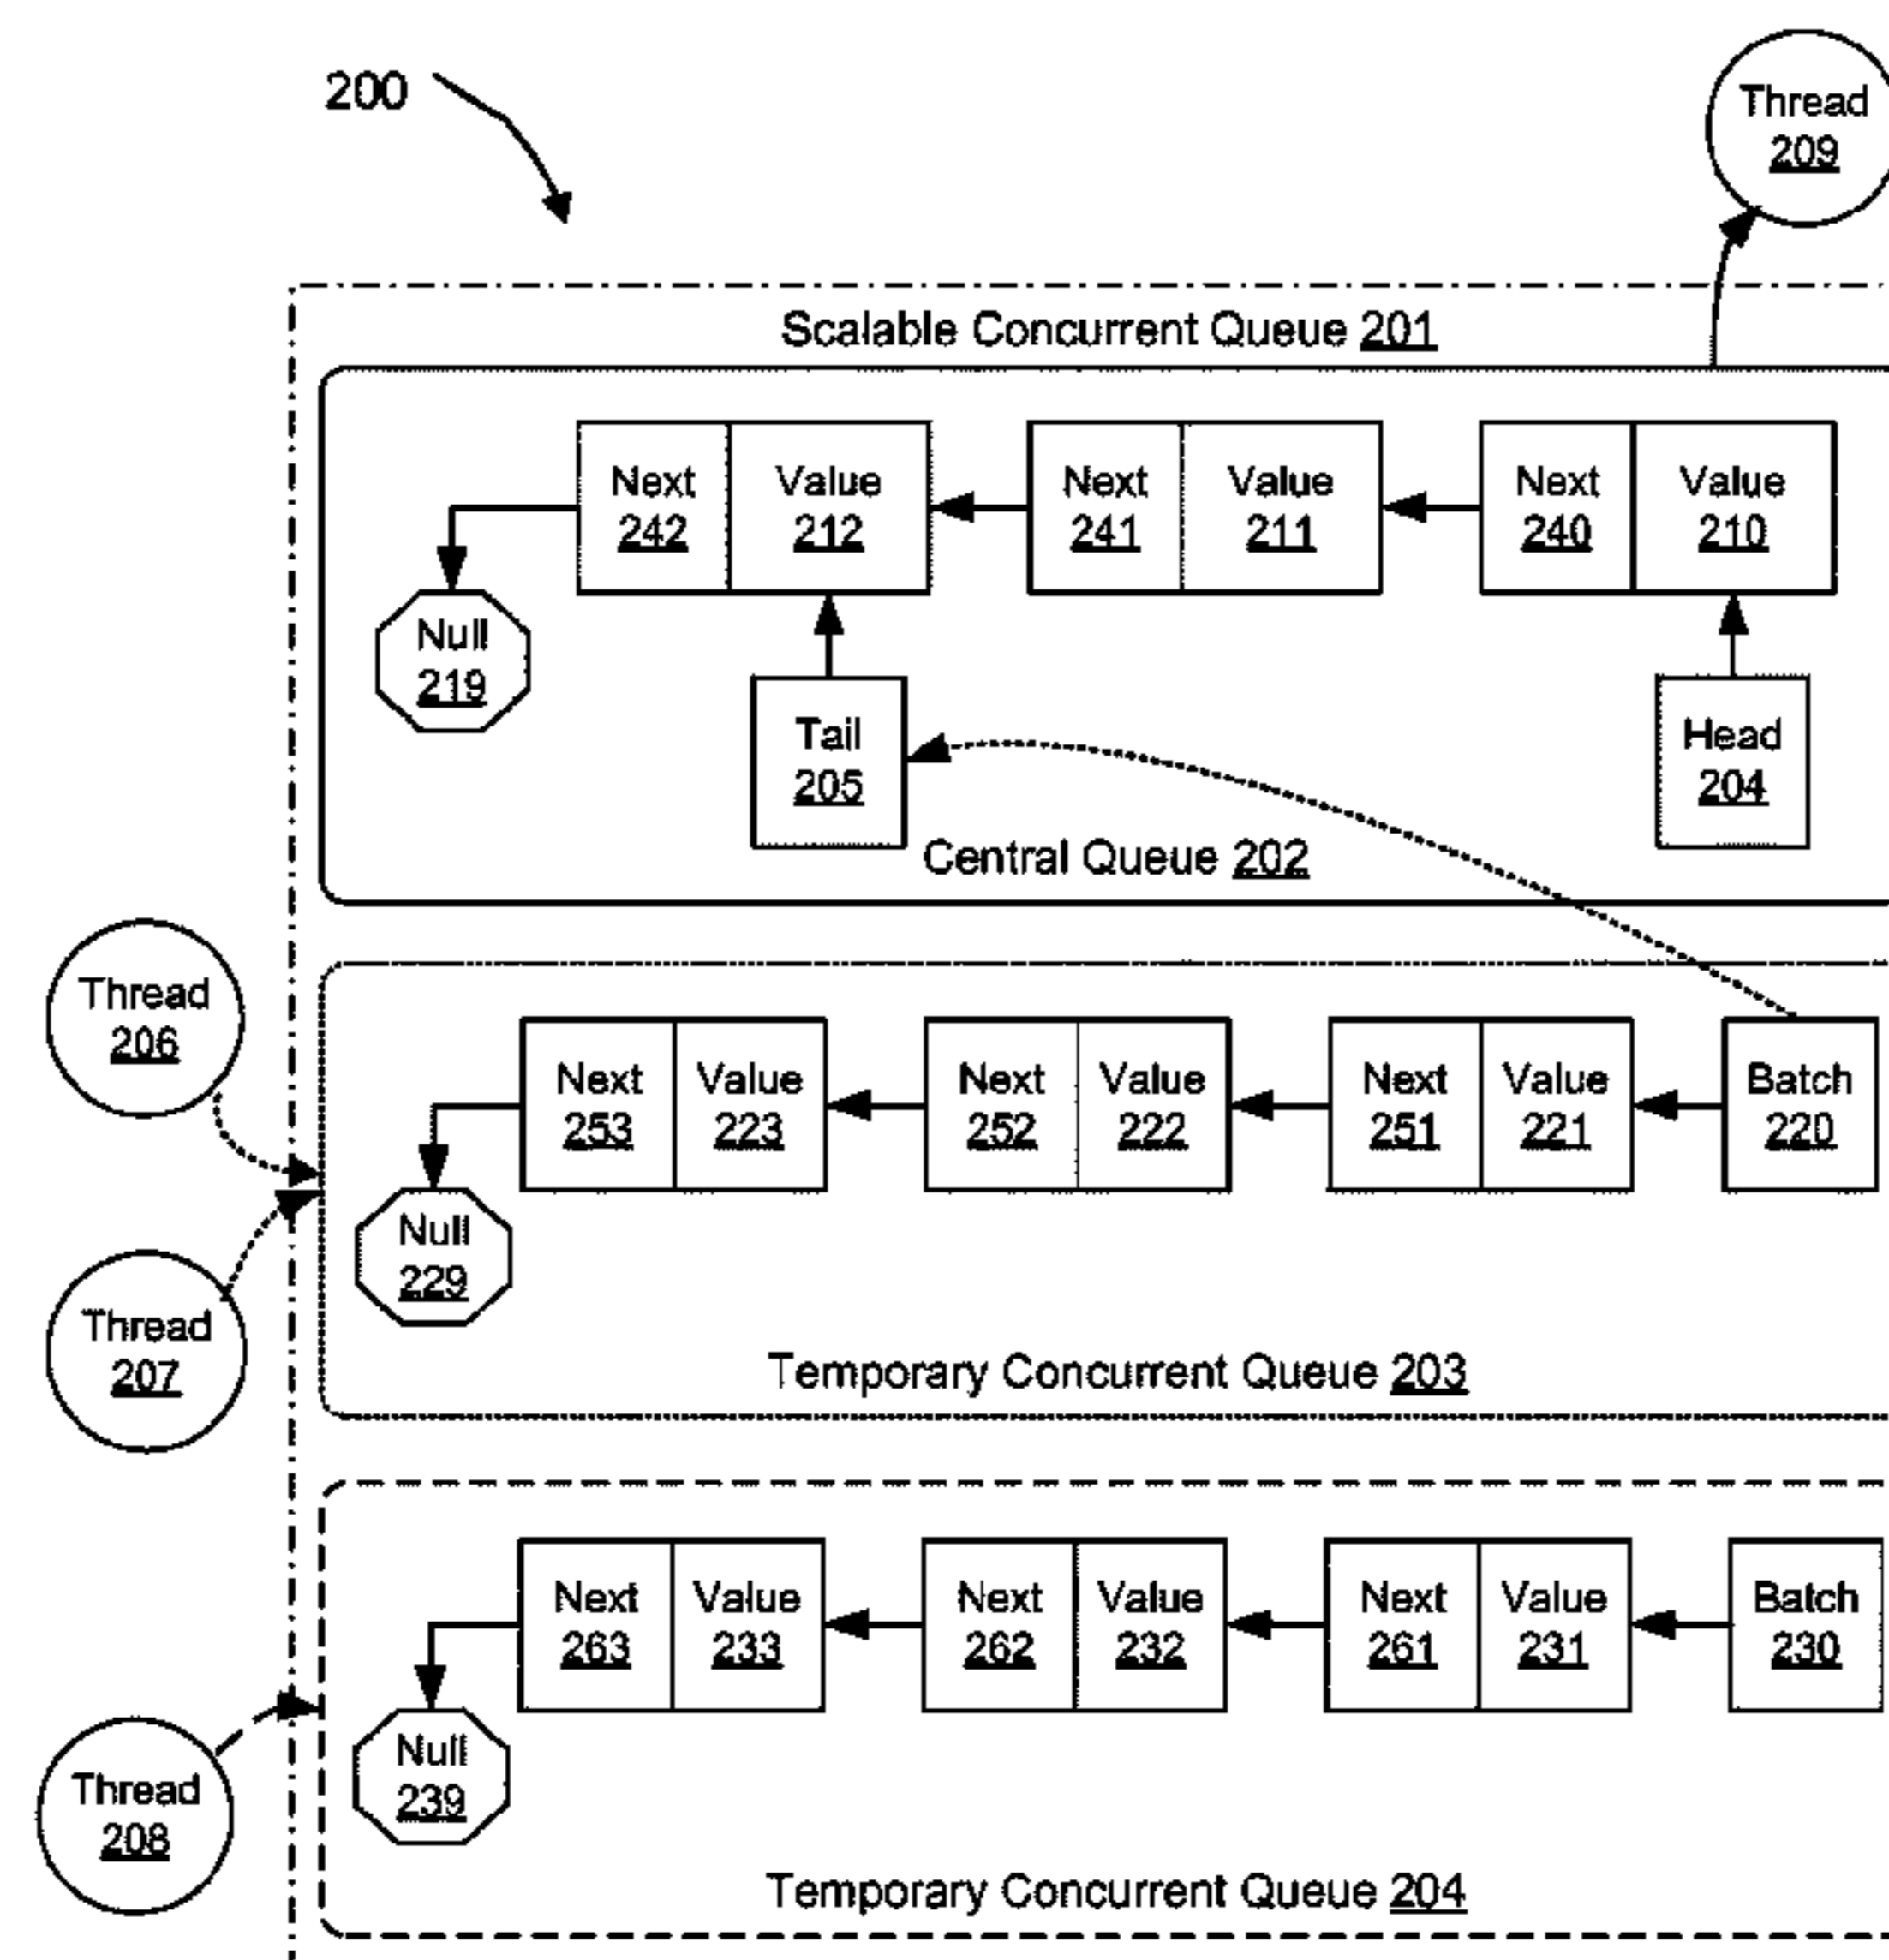 200
Thread
209
Scalable Concurrent Queue 201
Next
242
Value
212
Next
241
Value
211
Next
240
Value
210
Null
219
Tail
205
Head
204
Central Queue 202
Thread
206
Next
253
Value
223
Next
252
Value
222
Next
251
Value
221
Batch
220
Null
229
Thread
207
Temporary Concurrent Queue 203
Next
263
Value
233
Next
262
Value
232
Next
261
Value
231
Batch
230
Null
239
Thread
208
Temporary Concurrent Queue 204